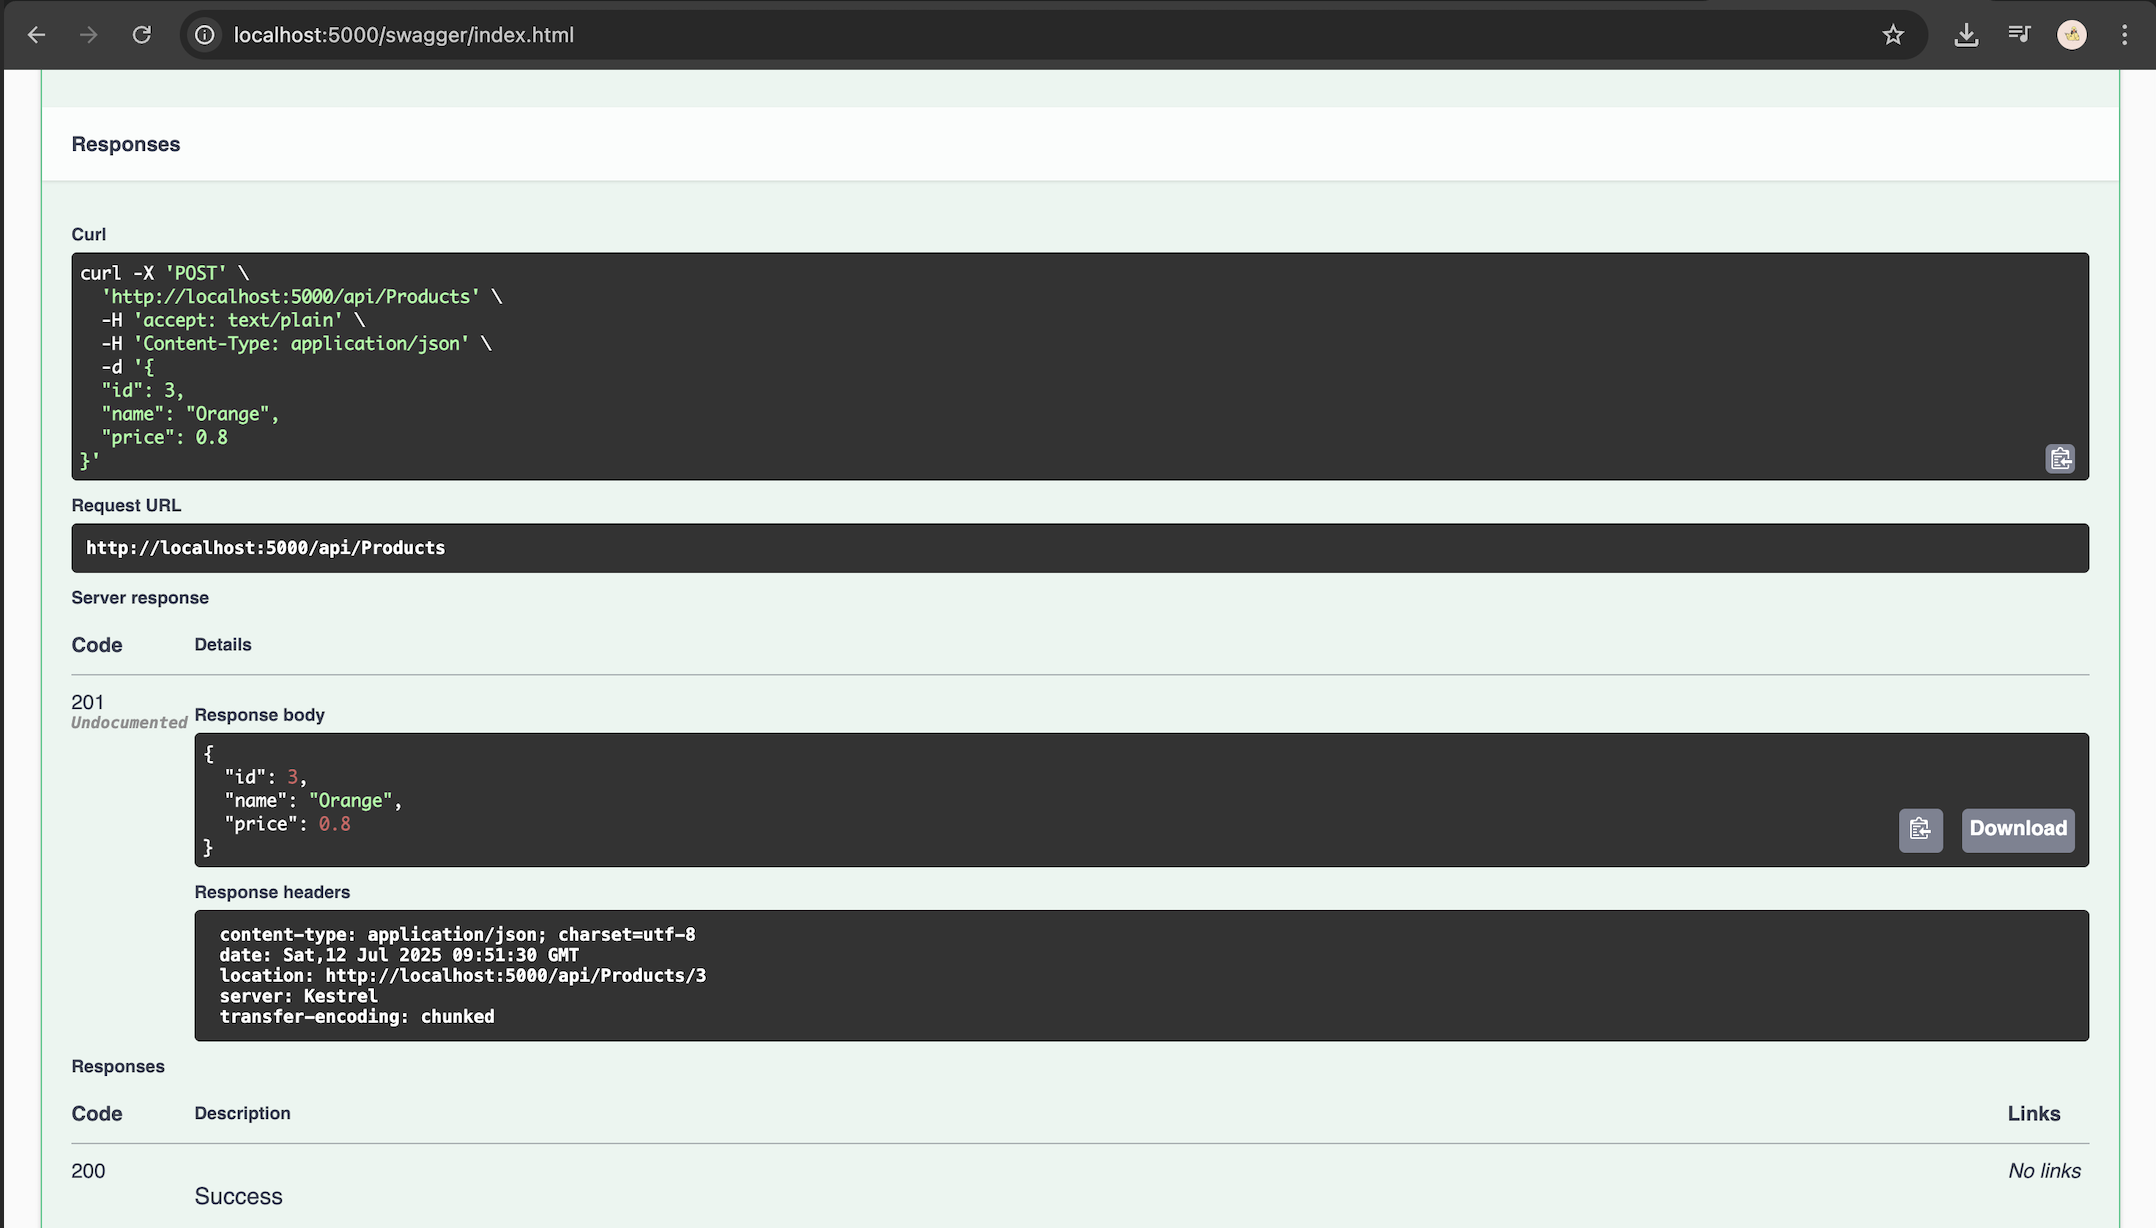 localhost:5000/swagger/index.html
Responses
Curl
curl -X 'POST' \
'http://localhost:5000/api/Products' \
-H 'accept: text/plain' \
-H 'Content-Type: application/json' \
-d '{
"id": 3,
"name": "Orange",
"price": 0.8
}'
Request URL
http://localhost:5000/api/Products
Server response
Code Details
201
Undocumented
Response body
{
"id": 3,
"name": "Orange",
"price": 0.8
}
Download
Response headers
content-type: application/json; charset=utf-8
date: Sat,12 Jul 2025 09:51:30 GMT
location: http://localhost:5000/api/Products/3
server: Kestrel
transfer-encoding: chunked
Responses
Code Description Links
200 No links
Success